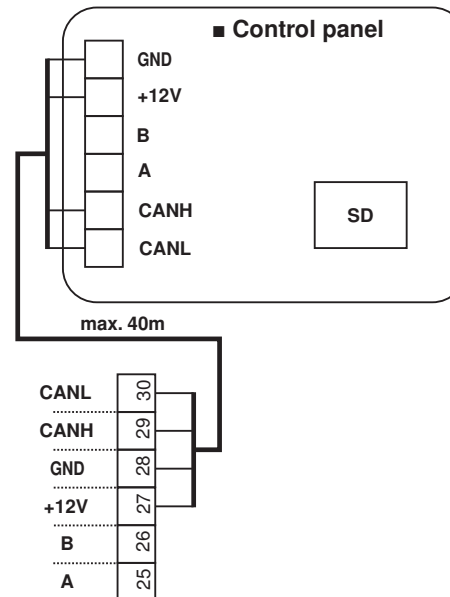 ■ Control panel
GND
+12V
B
A
CANH
CANL
SD
max. 40m
CANL 30
CANH 29
GND 28
+12V 27
B 26
A 25